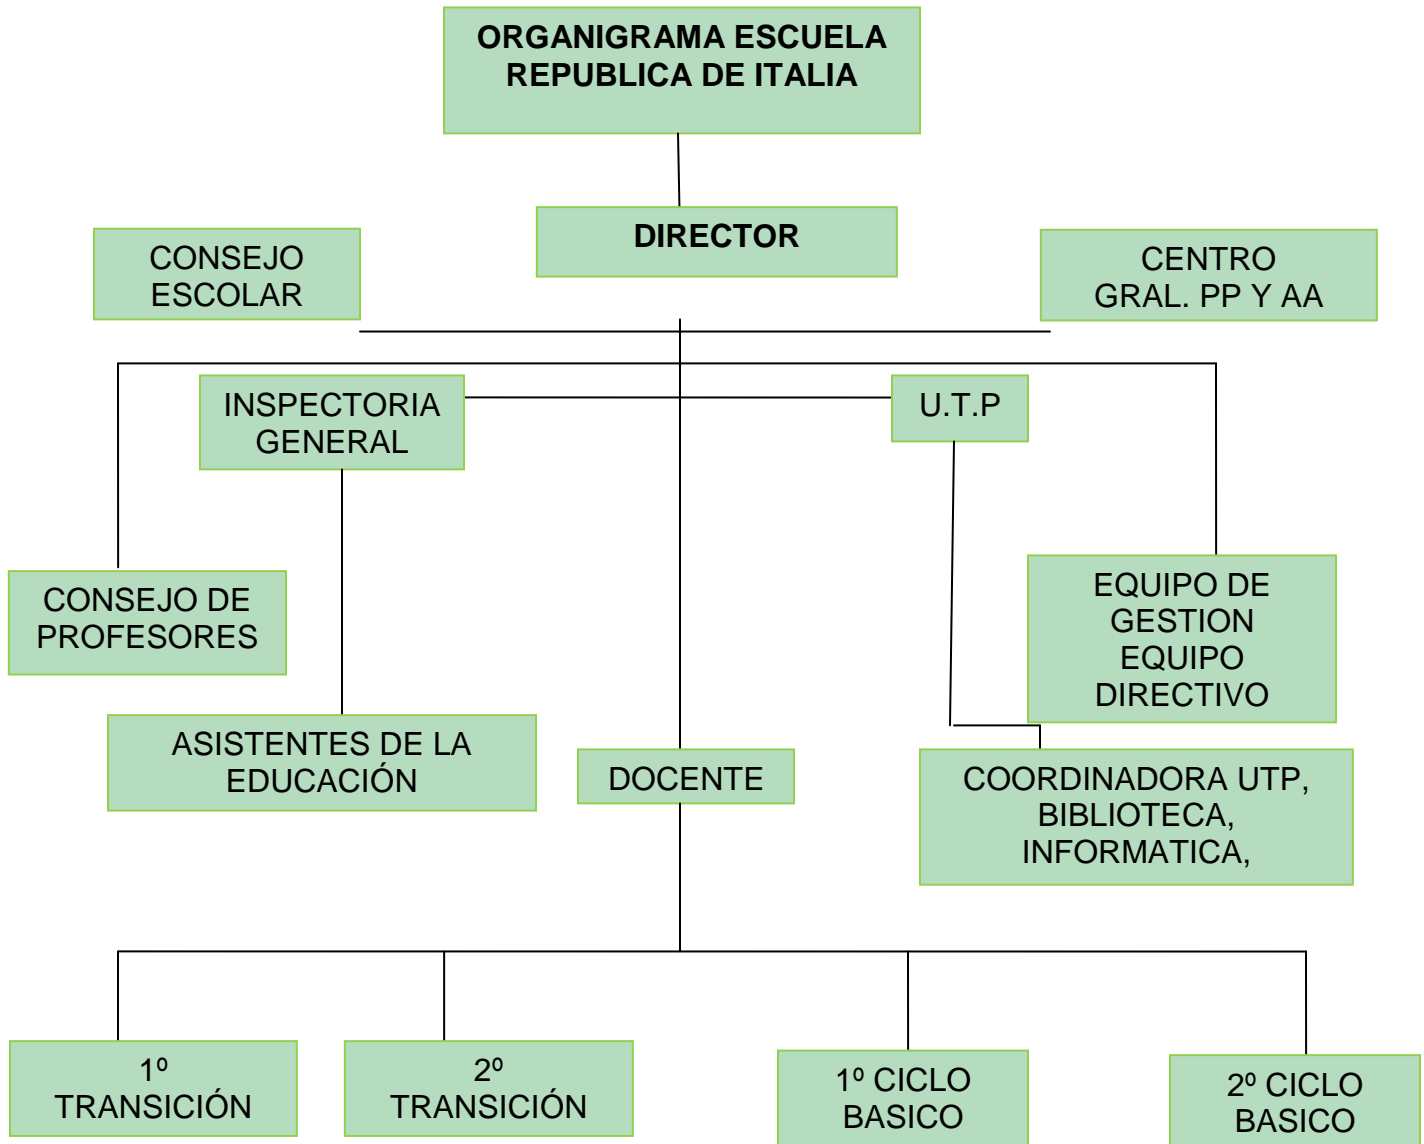 ORGANIGRAMA ESCUELA
REPUBLICA DE ITALIA
DIRECTOR
CONSEJO
ESCOLAR
CENTRO
GRAL. PP Y AA
INSPECTORIA
GENERAL
U.T.P
CONSEJO DE
PROFESORES
EQUIPO DE
GESTION
EQUIPO
DIRECTIVO
ASISTENTES DE LA
EDUCACIÓN
DOCENTE
COORDINADORA UTP,
BIBLIOTECA,
INFORMATICA,
1º
TRANSICIÓN
2º
TRANSICIÓN
1º CICLO
BASICO
2º CICLO
BASICO